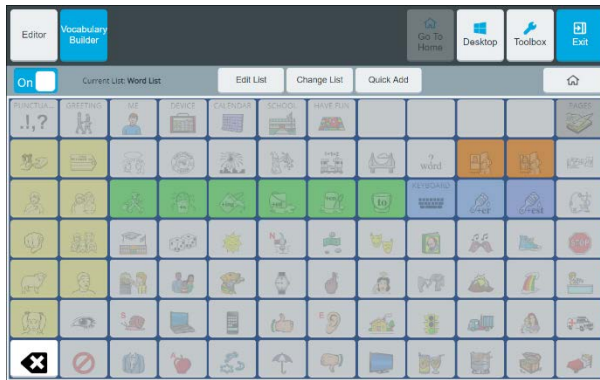 Editor
Vocabulary
Builder
Go To
Home
Desktop
Toolbox
Exit
On
Current List: Word List
Edit List
Change List
Quick Add
PUNCTUA...
GREETING
ME
DEVICE
CALENDAR
SCHOOL
HAVE FUN
PAGES
.!,?
?
word
KEYBOARD
to
N
STOP
S
E